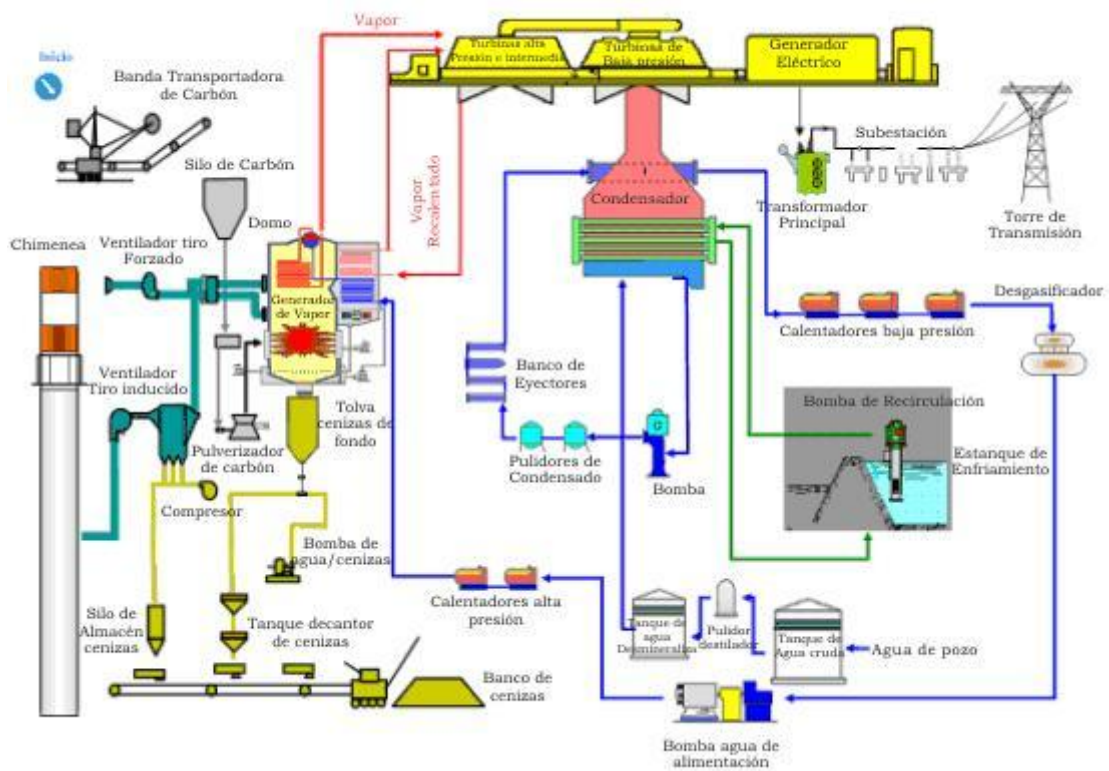 Inicio
Banda Transportadora
de Carbón
Silo de Carbón
Domo
Chimenea
Ventilador tiro
Forzado
Generador
de Vapor
Ventilador
Tiro inducido
Pulverizador
de carbón
Tolva
cenizas de
fondo
Compresor
Bomba de
agua/cenizas
Silo de
Almacén
cenizas
Tanque decantor
de cenizas
Banco de
cenizas
Vapor
Vapor
Recalentado
Turbinas alta
Presión e intermedia
Turbinas de
Baja presión
Generador
Eléctrico
Subestación
Transformador
Principal
Torre de
Transmisión
Condensador
Calentadores baja presión
Desgasificador
Banco de
Eyectores
Pulidores de
Condensado
Bomba
Bomba de Recirculación
Estanque de
Enfriamiento
Calentadores alta
presión
Tanque de
agua
Desmineraliza
Pulidor
destilador
Tanque de
Agua cruda
Agua de pozo
Bomba agua de
alimentación